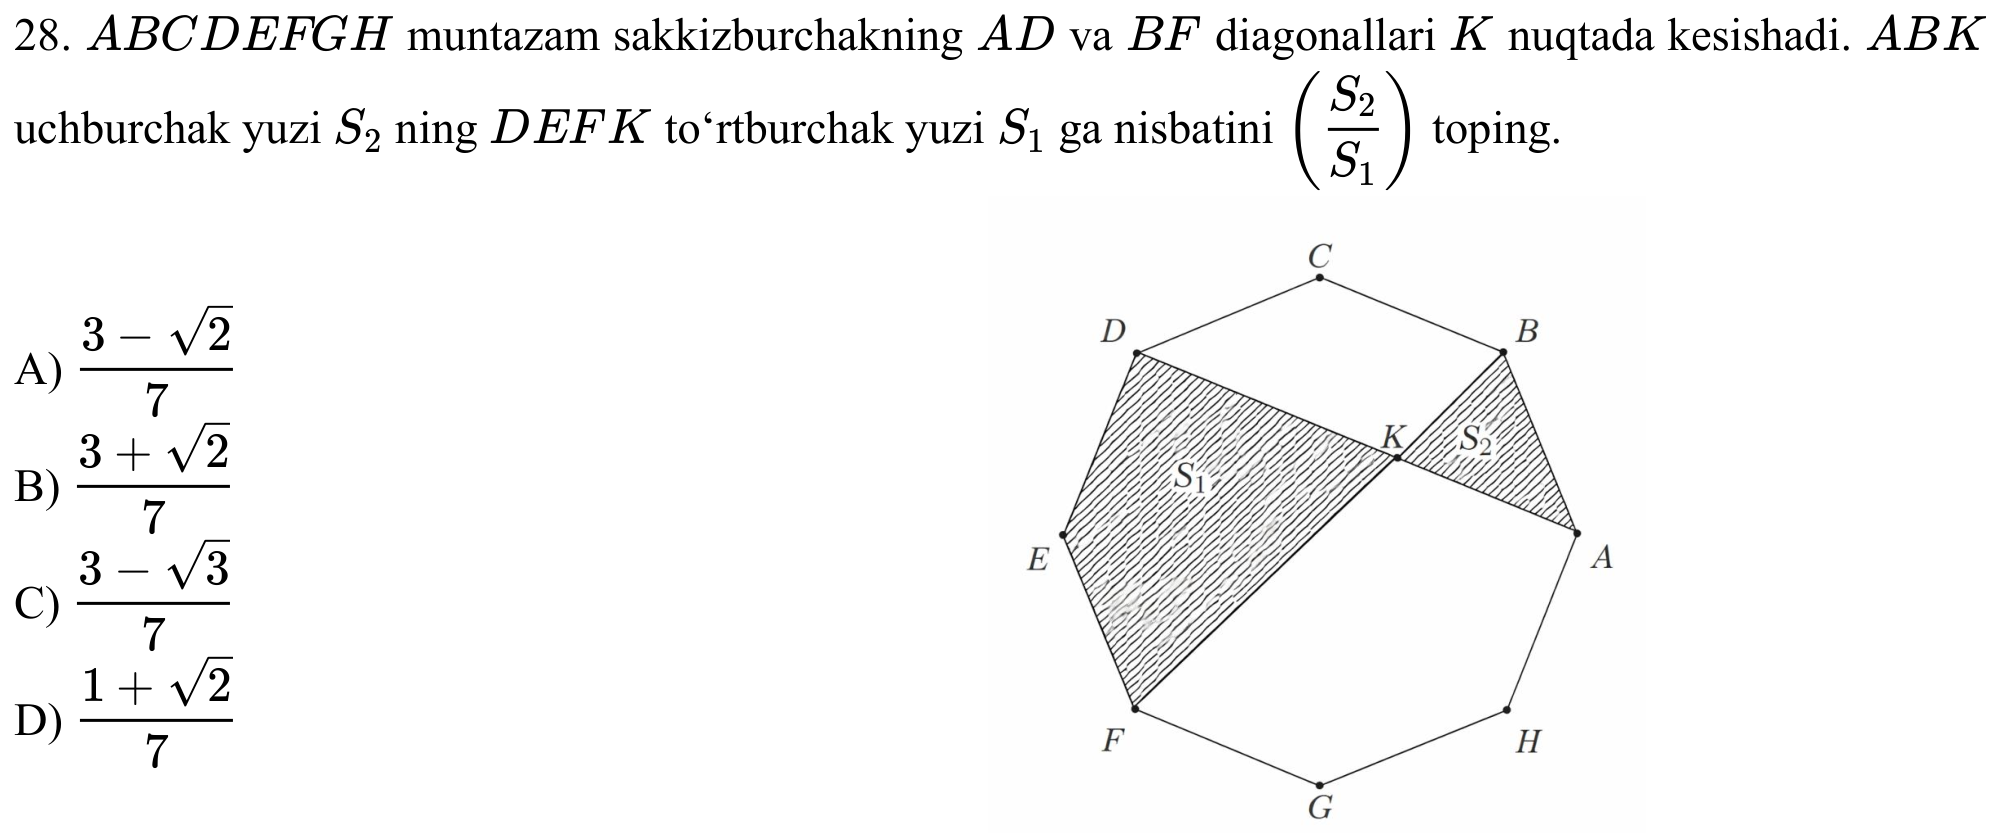 28. ABCDEFGH muntazam sakkizburchakning AD va BF diagonallari K nuqtada kesishadi. ABK
uchburchak yuzi S₂ ning DEFK to‘rtburchak yuzi S₁ ga nisbatini (S₂/S₁) toping.
A) (3 − √2)/7
B) (3 + √2)/7
C) (3 − √3)/7
D) (1 + √2)/7
C
D
B
K
S₂
S₁
E
A
F
H
G